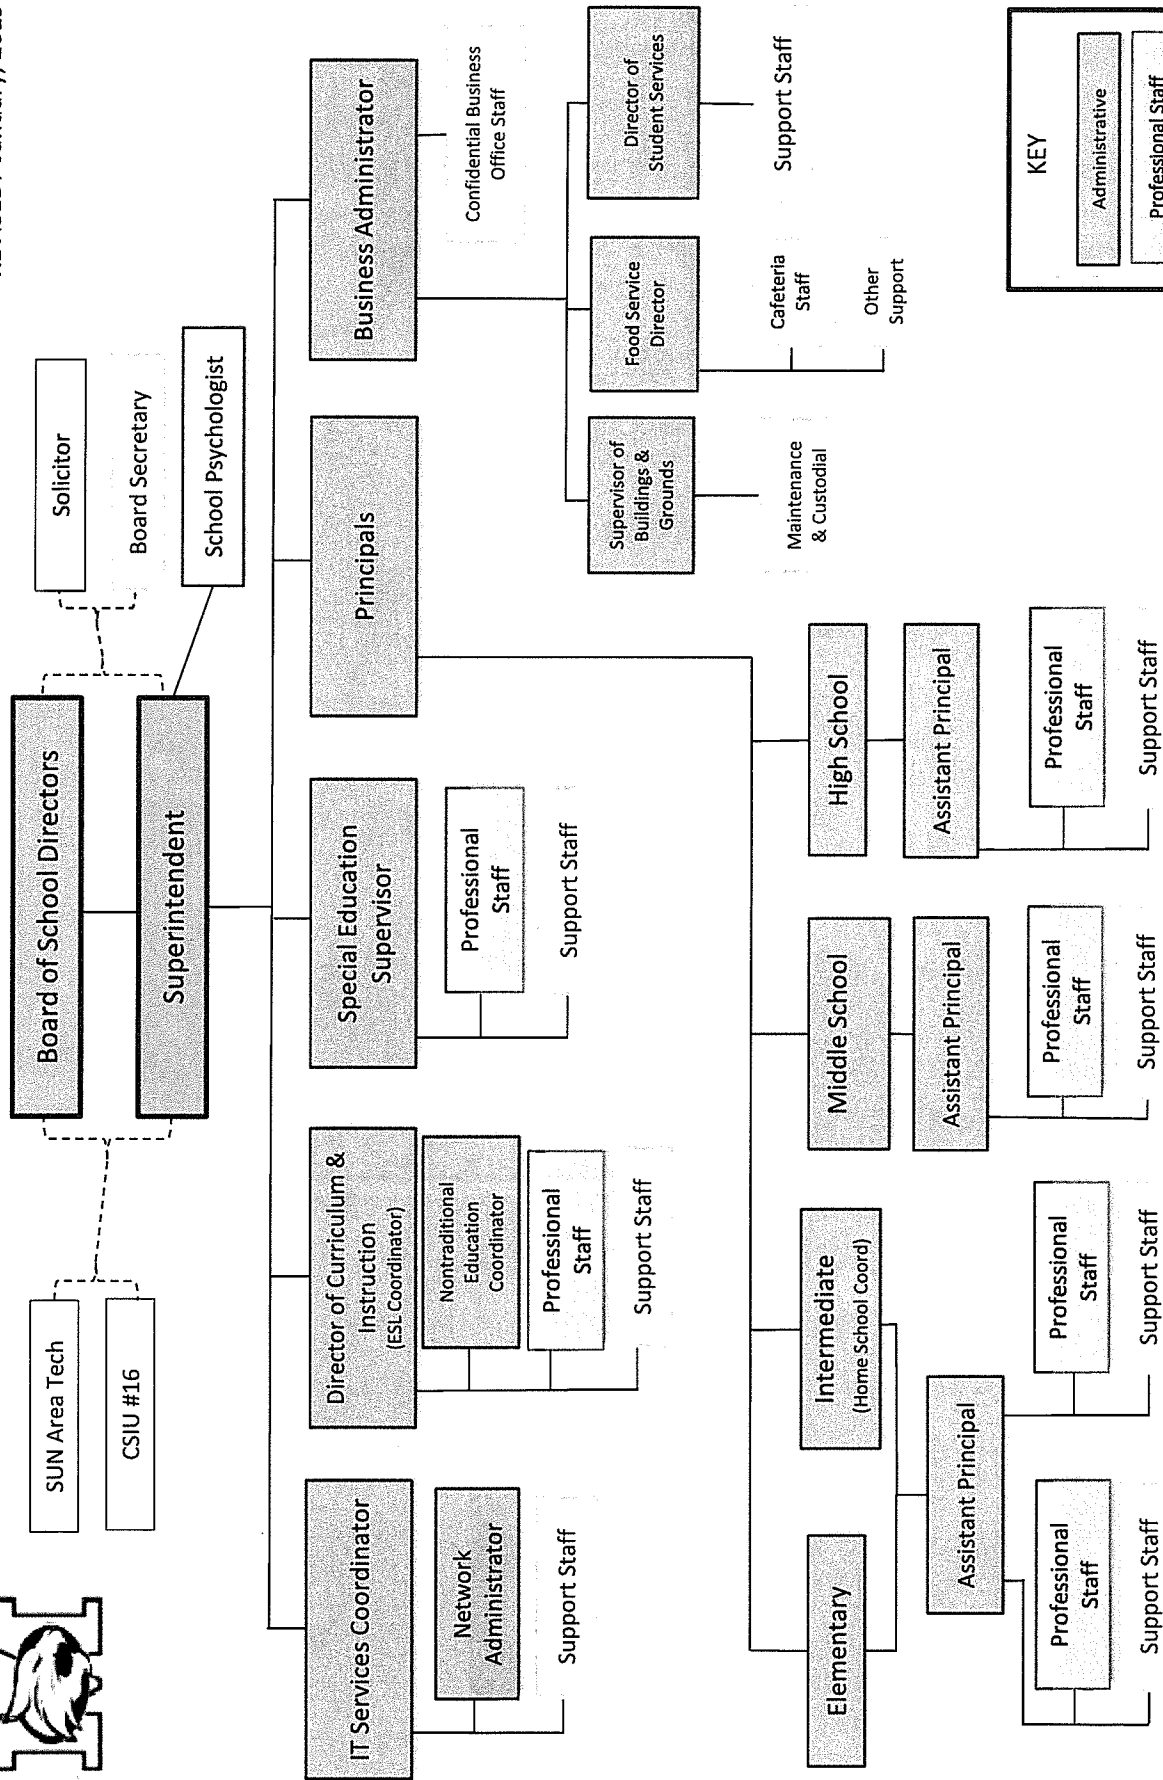 Board of School Directors
Superintendent
SUN Area Tech
CSIU #16
Solicitor
Board Secretary
School Psychologist
IT Services Coordinator
Network
Administrator
Support Staff
Director of Curriculum &
Instruction
(ESL Coordinator)
Nontraditional
Education
Coordinator
Professional
Staff
Support Staff
Special Education
Supervisor
Professional
Staff
Support Staff
Principals
Business Administrator
Confidential Business
Office Staff
Supervisor of
Buildings &
Grounds
Maintenance
& Custodial
Food Service
Director
Cafeteria
Staff
Other
Support
Director of
Student Services
Support Staff
Elementary
Intermediate
(Home School Coord)
Assistant Principal
Professional
Staff
Support Staff
Professional
Staff
Support Staff
Middle School
Assistant Principal
Professional
Staff
Support Staff
High School
Assistant Principal
Professional
Staff
Support Staff
KEY
Administrative
Professional Staff